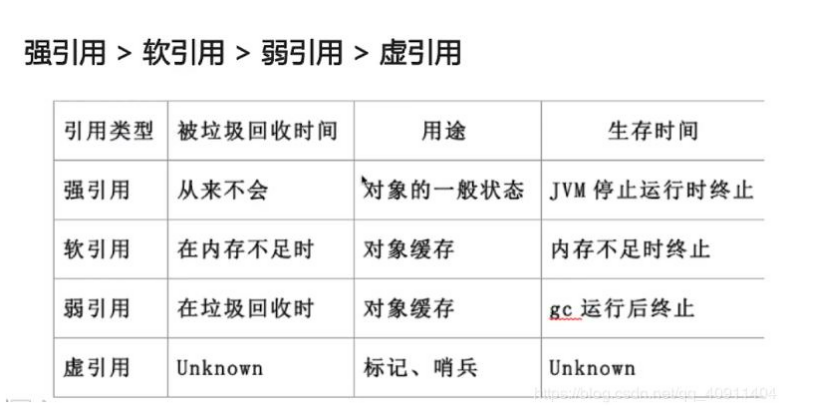 强引用 > 软引用 > 弱引用 > 虚引用
引用类型 被垃圾回收时间 用途 生存时间
强引用 从来不会 对象的一般状态 JVM 停止运行时终止
软引用 在内存不足时 对象缓存 内存不足时终止
弱引用 在垃圾回收时 对象缓存 gc 运行后终止
虚引用 Unknown 标记、哨兵 Unknown
https://blog.csdn.net/qq_40911404